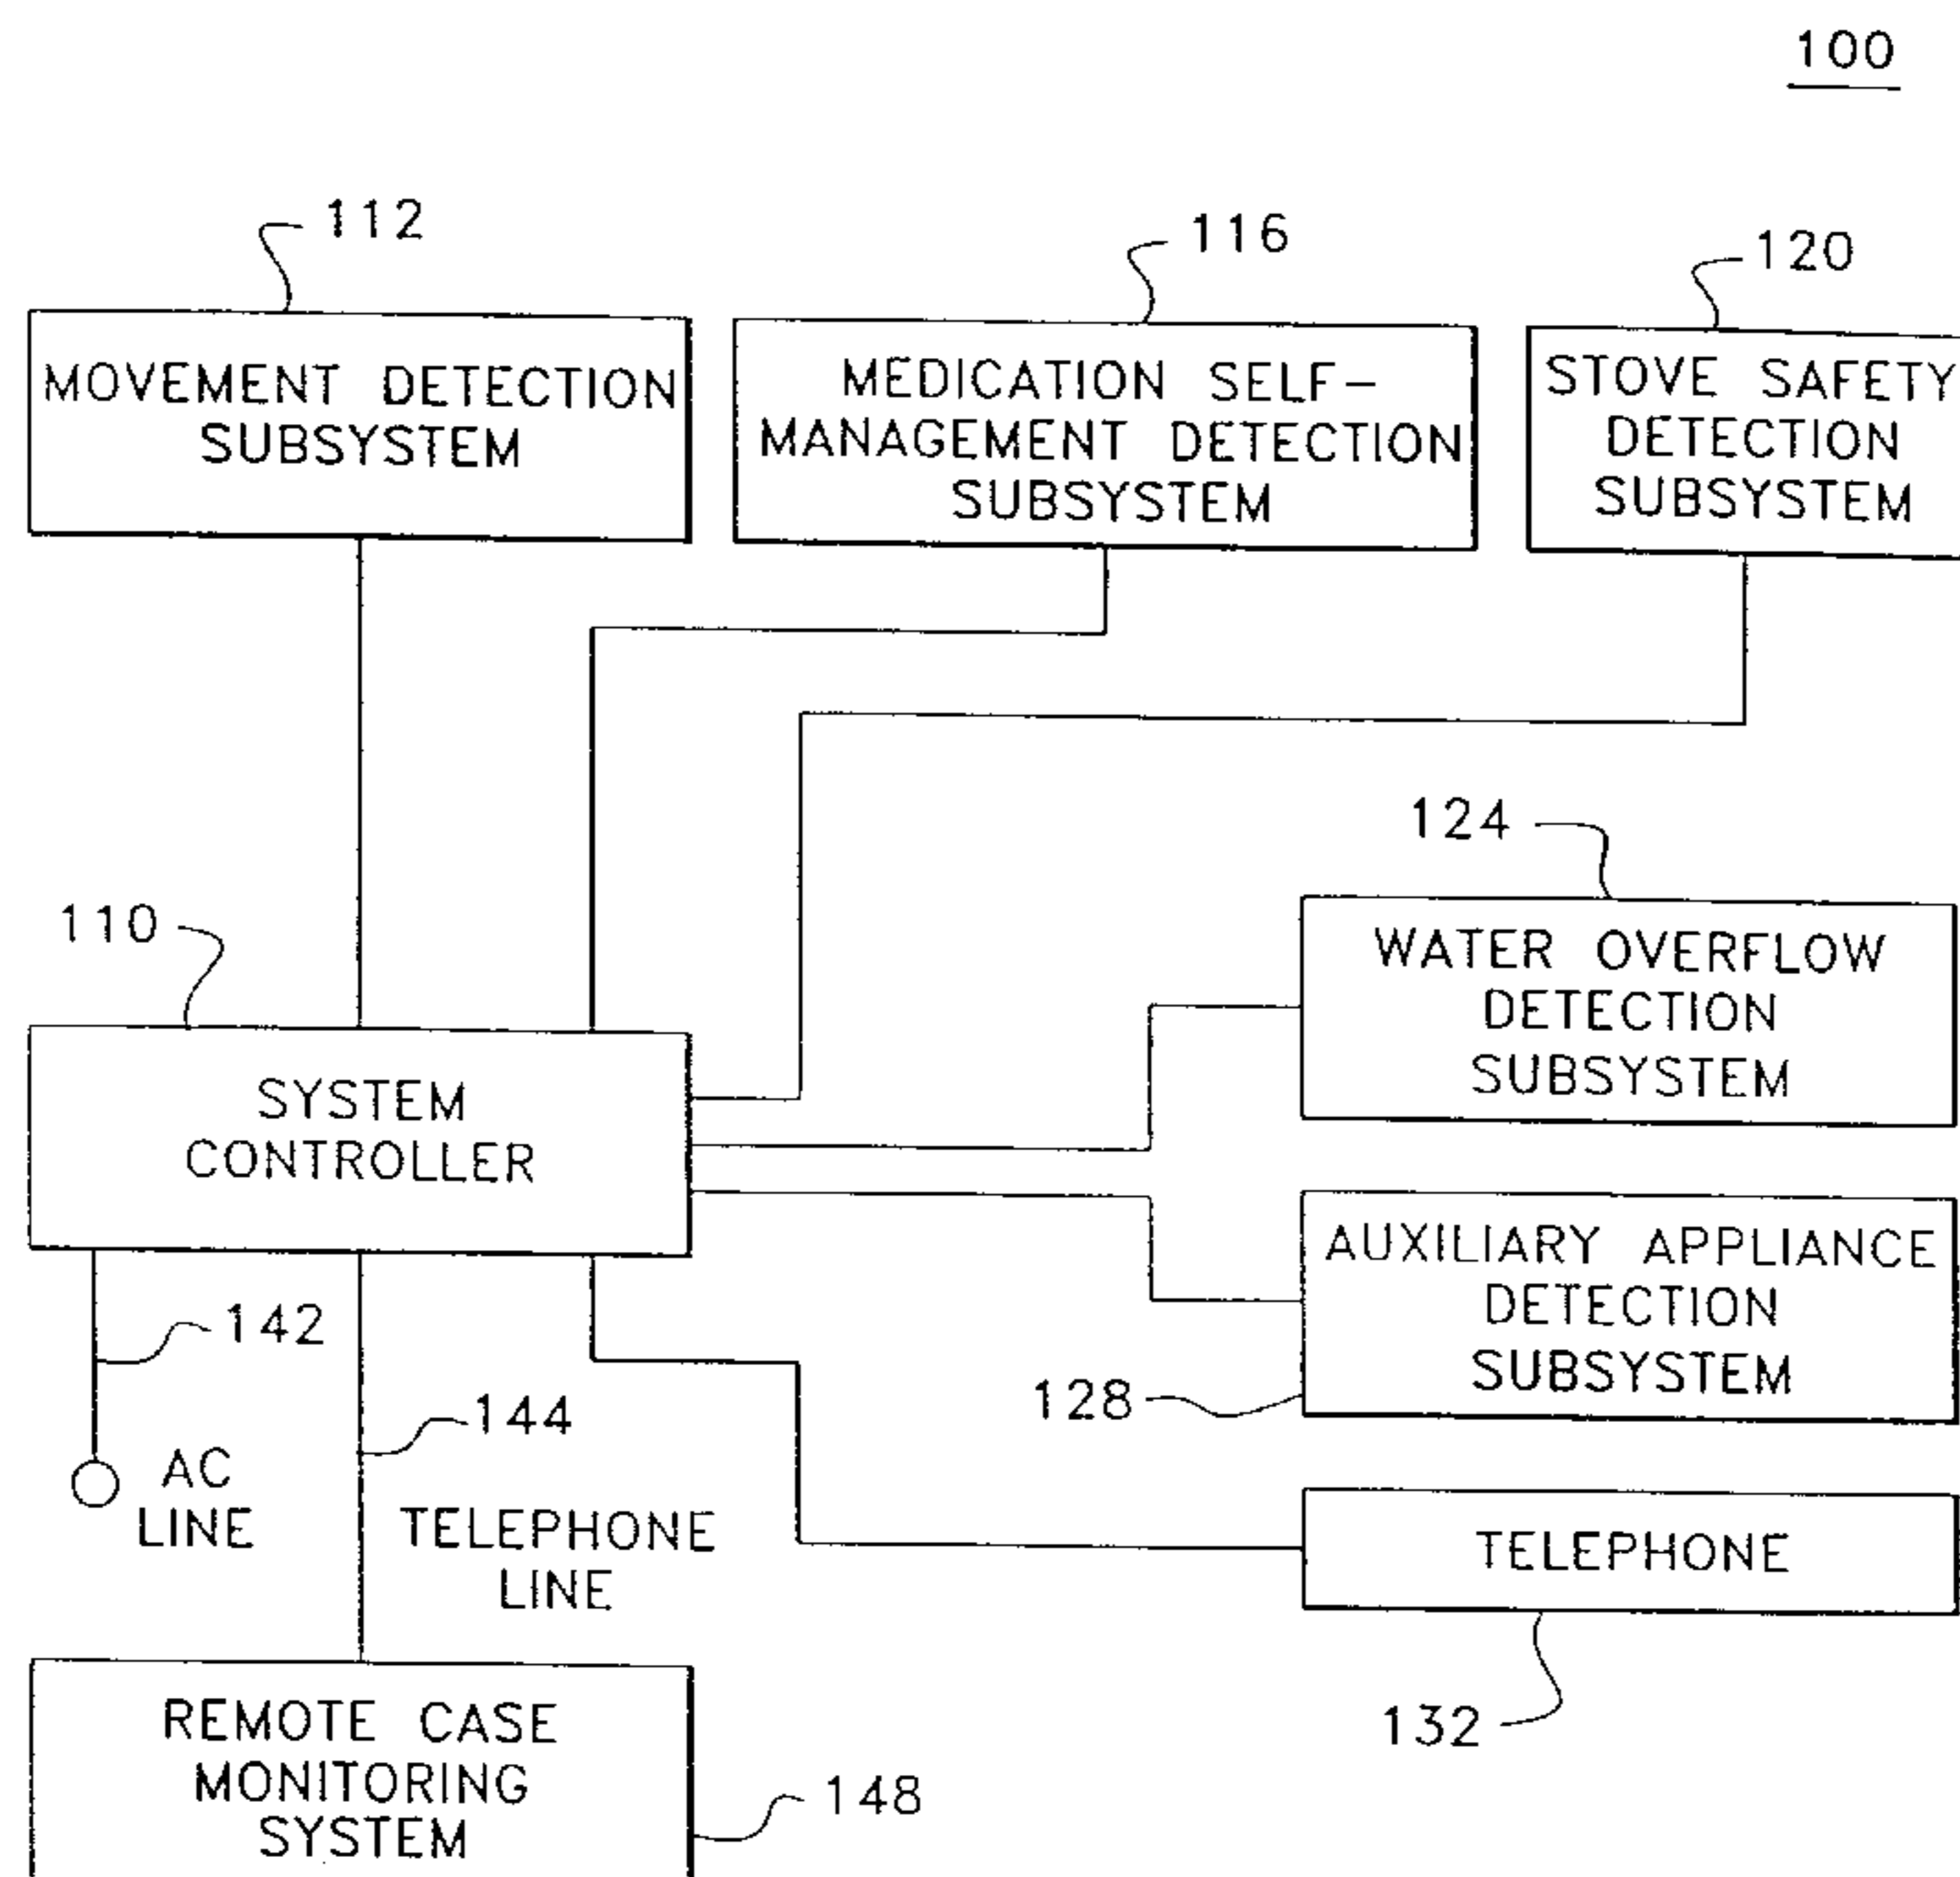 100
112
116
120
MOVEMENT DETECTION
SUBSYSTEM
MEDICATION SELF-
MANAGEMENT DETECTION
SUBSYSTEM
STOVE SAFETY
DETECTION
SUBSYSTEM
124
110
WATER OVERFLOW
DETECTION
SUBSYSTEM
SYSTEM
CONTROLLER
AUXILIARY APPLIANCE
DETECTION
SUBSYSTEM
142
128
144
AC
LINE
TELEPHONE
LINE
TELEPHONE
132
REMOTE CASE
MONITORING
SYSTEM
148